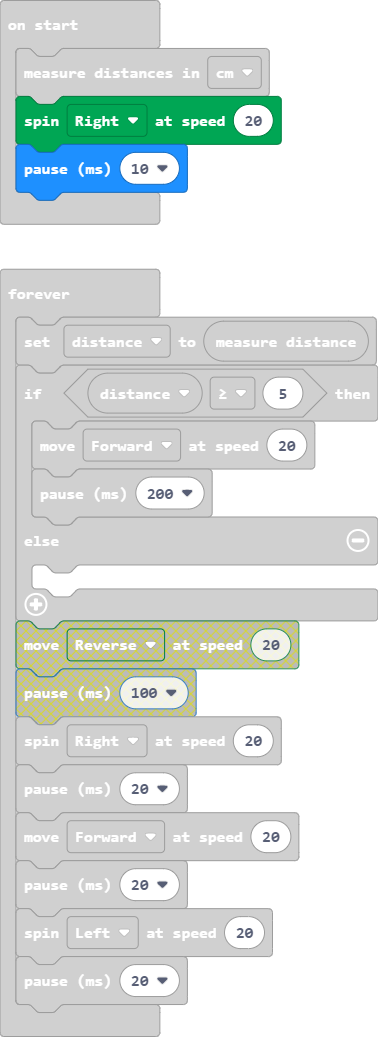 on start
measure distances in cm
spin Right at speed 20
pause (ms) 10
forever
set distance to measure distance
if distance ≥ 5 then
move Forward at speed 20
pause (ms) 200
else
move Reverse at speed 20
pause (ms) 100
spin Right at speed 20
pause (ms) 20
move Forward at speed 20
pause (ms) 20
spin Left at speed 20
pause (ms) 20